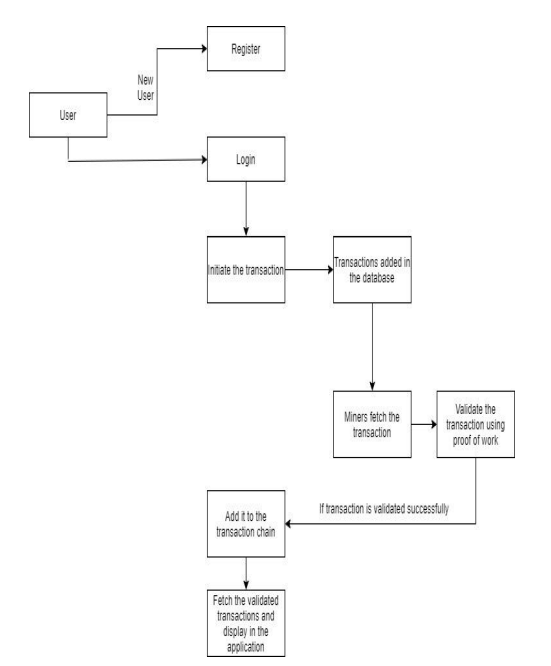 Register
New
User
User
Login
Initiate the transaction
Transactions added in
the database
Miners fetch the
transaction
Validate the
transaction using
proof of work
If transaction is validated successfully
Add it to the
transaction chain
Fetch the validated
transactions and
display in the
application